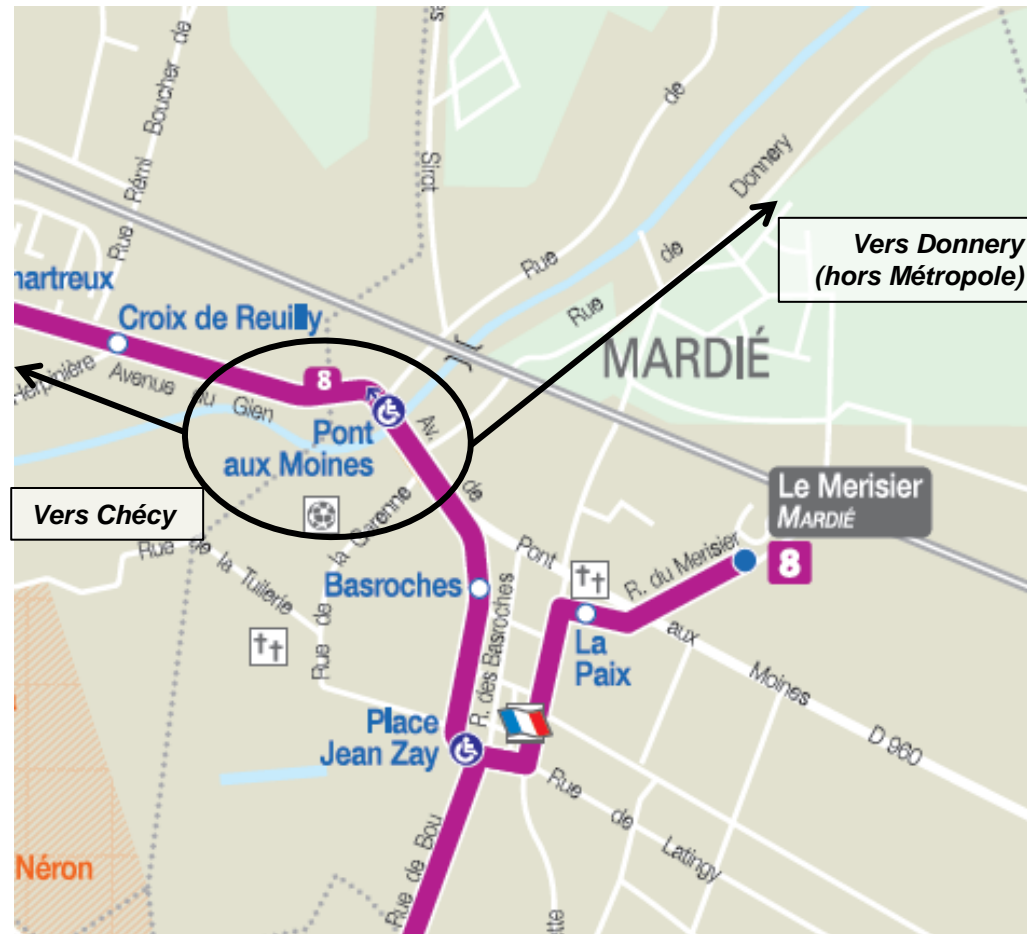 Rue Rémi Boucher de
Sirot
Rue de
Rue de Donnery
Vers Donnery
(hors Métropole)
hartreux
Croix de Reuilly
Herpinière
Avenue du Gien
8
MARDIÉ
Pont
aux Moines
Av. de Pont aux Moines
D 960
Vers Chécy
Le Merisier
MARDIÉ
8
R. du Merisier
Rue de la Tuilerie
Rue de la Garenne
Basroches
R. des Basroches
La
Paix
Place
Jean Zay
Rue de Bou
Rue de Latingy
Néron